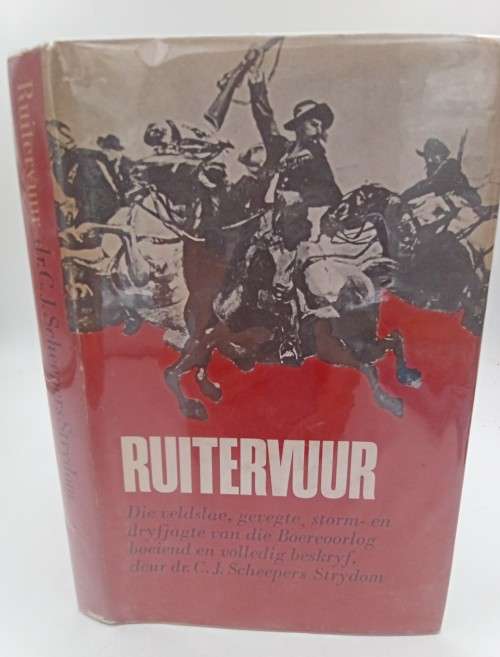 Ruitervuur dr. C. J. Scheepers Strydom
RUITERVUUR
Die veldslae, gevegte, storm- en
dryfjagte van die Boereoorlog
boeiend en volledig beskryf,
deur dr. C. J. Scheepers Strydom